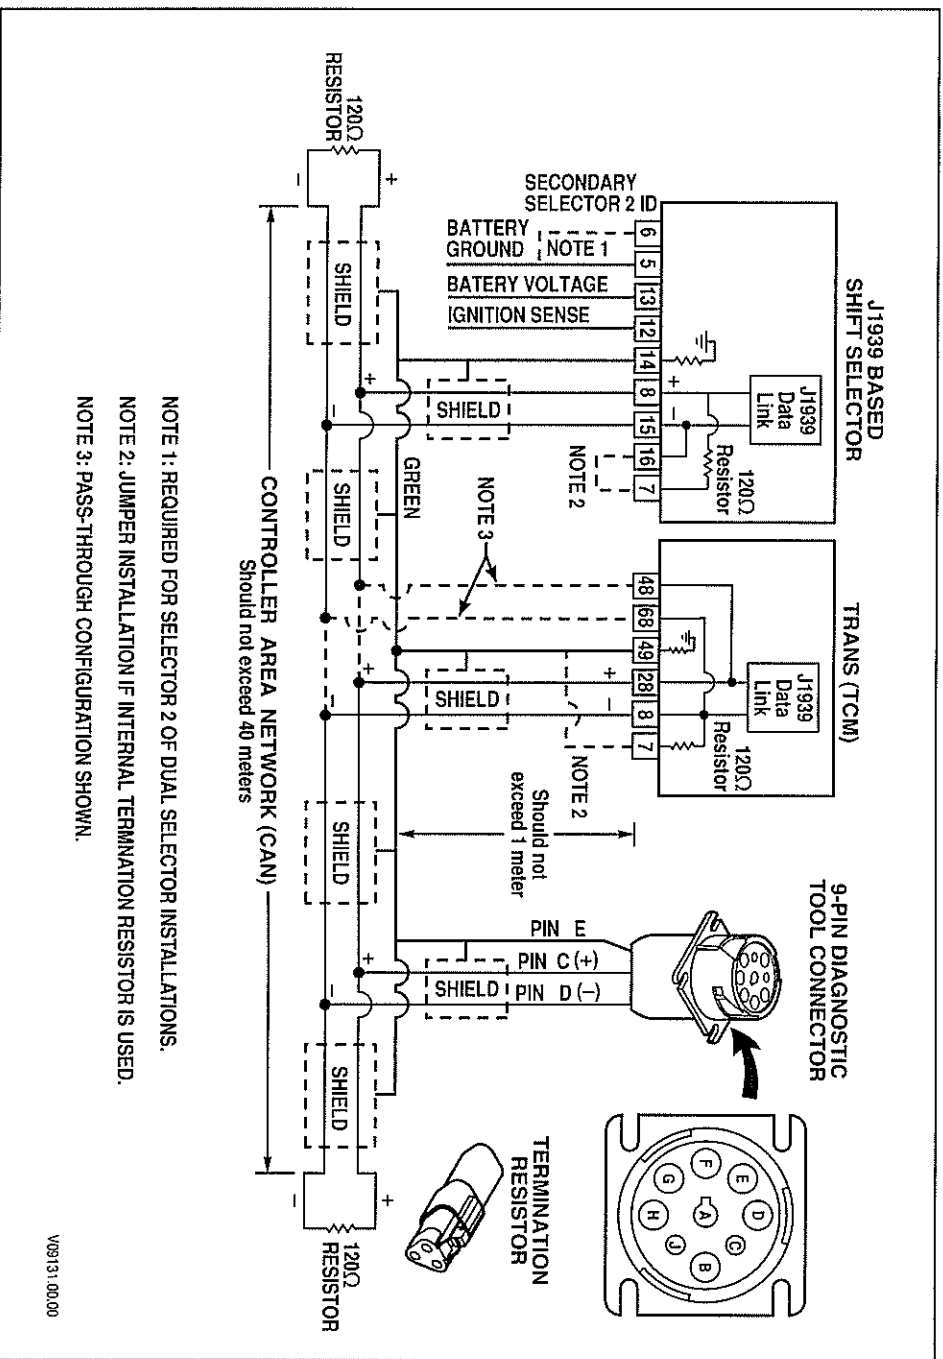 J1939 BASED
SHIFT SELECTOR
TRANS (TCM)
9-PIN DIAGNOSTIC
TOOL CONNECTOR
J1939
Data
Link
120Ω
Resistor
SECONDARY
SELECTOR 2 ID
BATTERY
GROUND
NOTE 1
BATERY VOLTAGE
IGNITION SENSE
6
5
13
12
14
8
15
16
7
+
−
SHIELD
NOTE 2
J1939
Data
Link
120Ω
Resistor
48
68
49
28
8
7
+
−
SHIELD
NOTE 2
NOTE 3
GREEN
Should not
exceed 1 meter
PIN E
PIN C (+)
PIN D (−)
SHIELD
F
E
D
G
A
C
H
J
B
TERMINATION
RESISTOR
120Ω
RESISTOR
+
−
SHIELD
+
−
SHIELD
+
−
SHIELD
+
−
SHIELD
+
−
120Ω
RESISTOR
CONTROLLER AREA NETWORK (CAN)
Should not exceed 40 meters
NOTE 1: REQUIRED FOR SELECTOR 2 OF DUAL SELECTOR INSTALLATIONS.
NOTE 2: JUMPER INSTALLATION IF INTERNAL TERMNATION RESISTOR IS USED.
NOTE 3: PASS-THROUGH CONFIGURATION SHOWN.
V09131.00.00